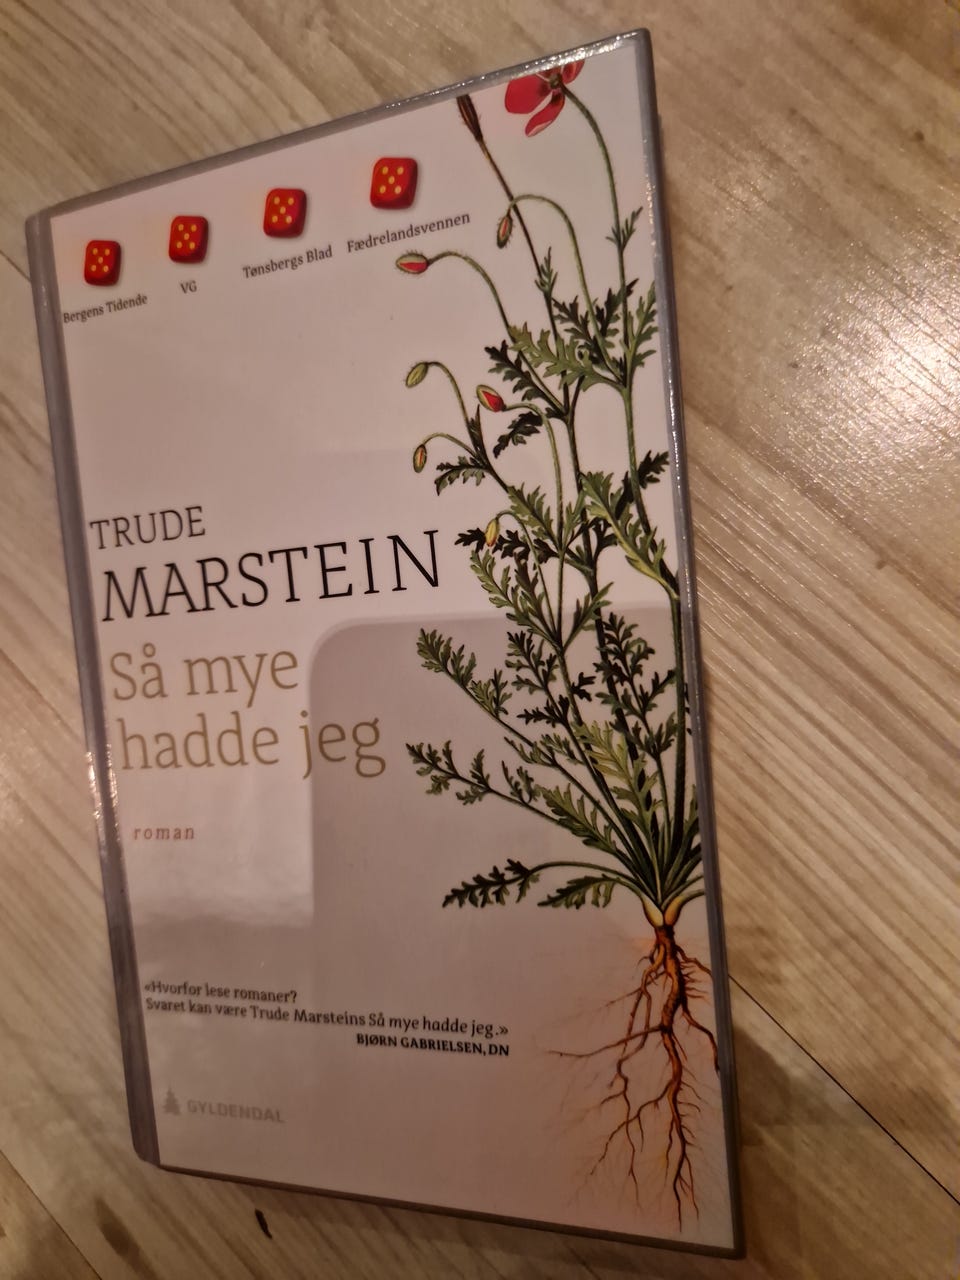 Bergens Tidende
VG
Tønsbergs Blad
Fædrelandsvennen
TRUDE
MARSTEIN
Så mye
hadde jeg
roman
«Hvorfor lese romaner?
Svaret kan være Trude Marsteins Så mye hadde jeg.»
BJØRN GABRIELSEN, DN
GYLDENDAL